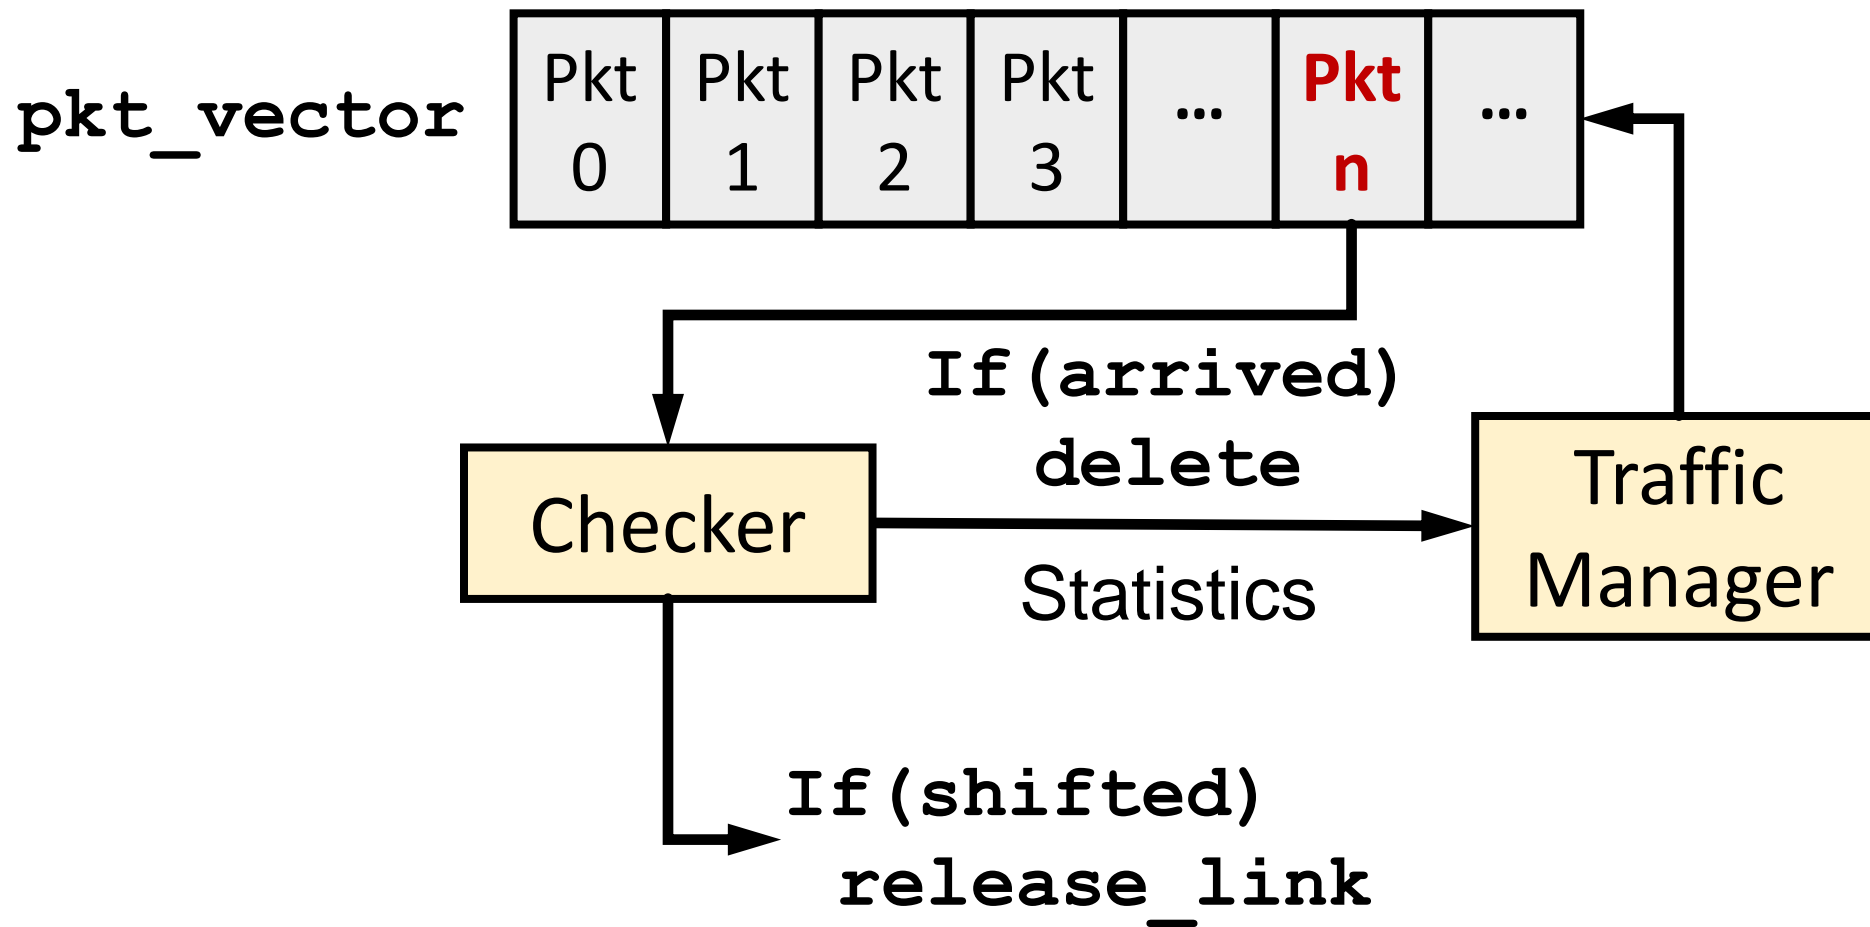 pkt_vector
Pkt
0
Pkt
1
Pkt
2
Pkt
3
...
Pkt
n
...
If(arrived)
delete
Checker
Statistics
Traffic
Manager
If(shifted)
release_link